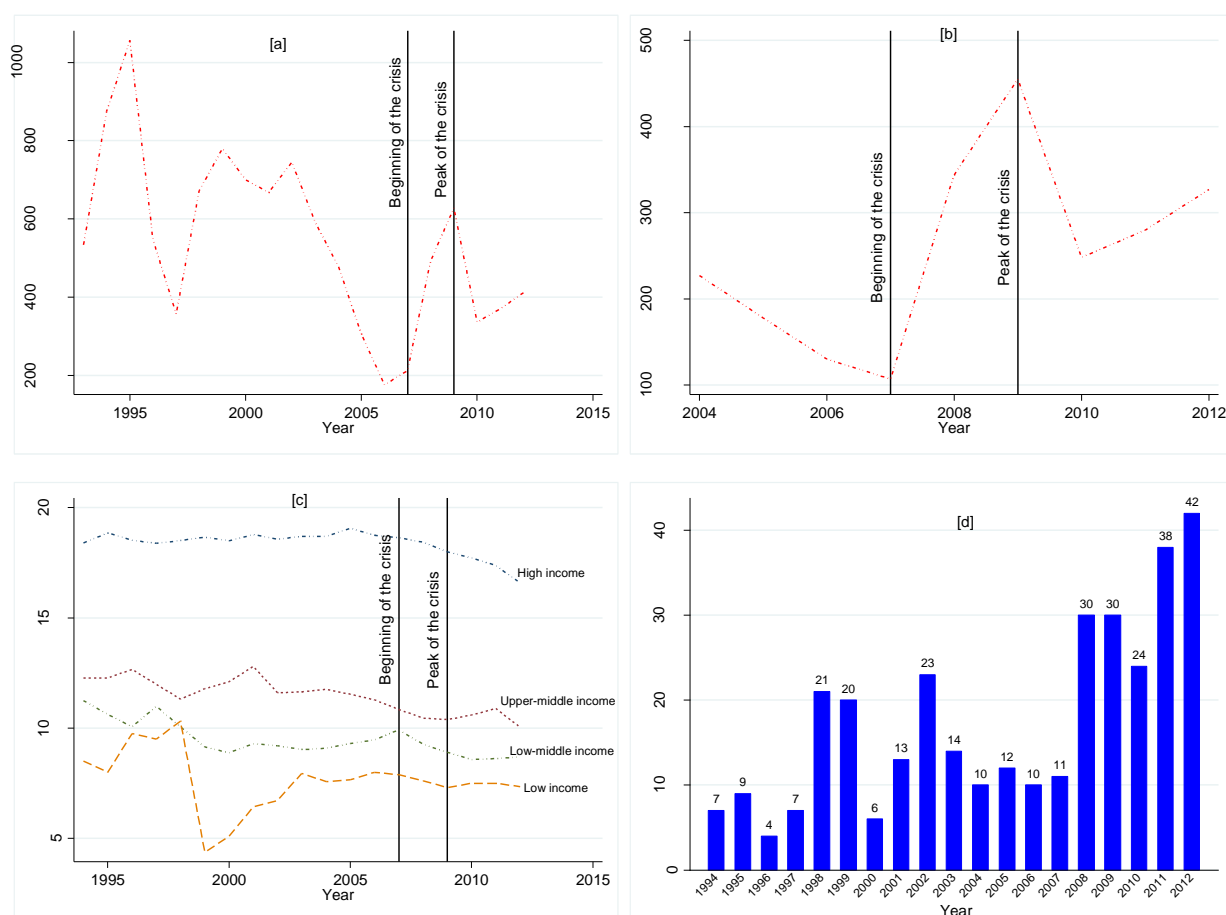 [a]
1000
800
600
400
200
Beginning of the crisis
Peak of the crisis
1995 2000 2005 2010 2015
Year
[b]
500
400
300
200
100
Beginning of the crisis
Peak of the crisis
2004 2006 2008 2010 2012
Year
[c]
20
15
10
5
Beginning of the crisis
Peak of the crisis
High income
Upper-middle income
Low-middle income
Low income
1995 2000 2005 2010 2015
Year
[d]
40
30
20
10
0
7 9 4 7 21 20 6 13 23 14 10 12 10 11 30 30 24 38 42
1994 1995 1996 1997 1998 1999 2000 2001 2002 2003 2004 2005 2006 2007 2008 2009 2010 2011 2012
Year